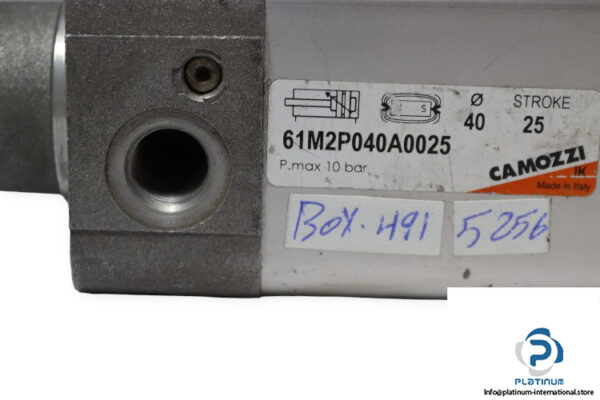 S
Ø STROKE
40 25
61M2P040A0025
P.max 10 bar
CAMOZZI
IK
Made in Italy
BOX-491 5256
PLATINUM
Info@platinum-international.store